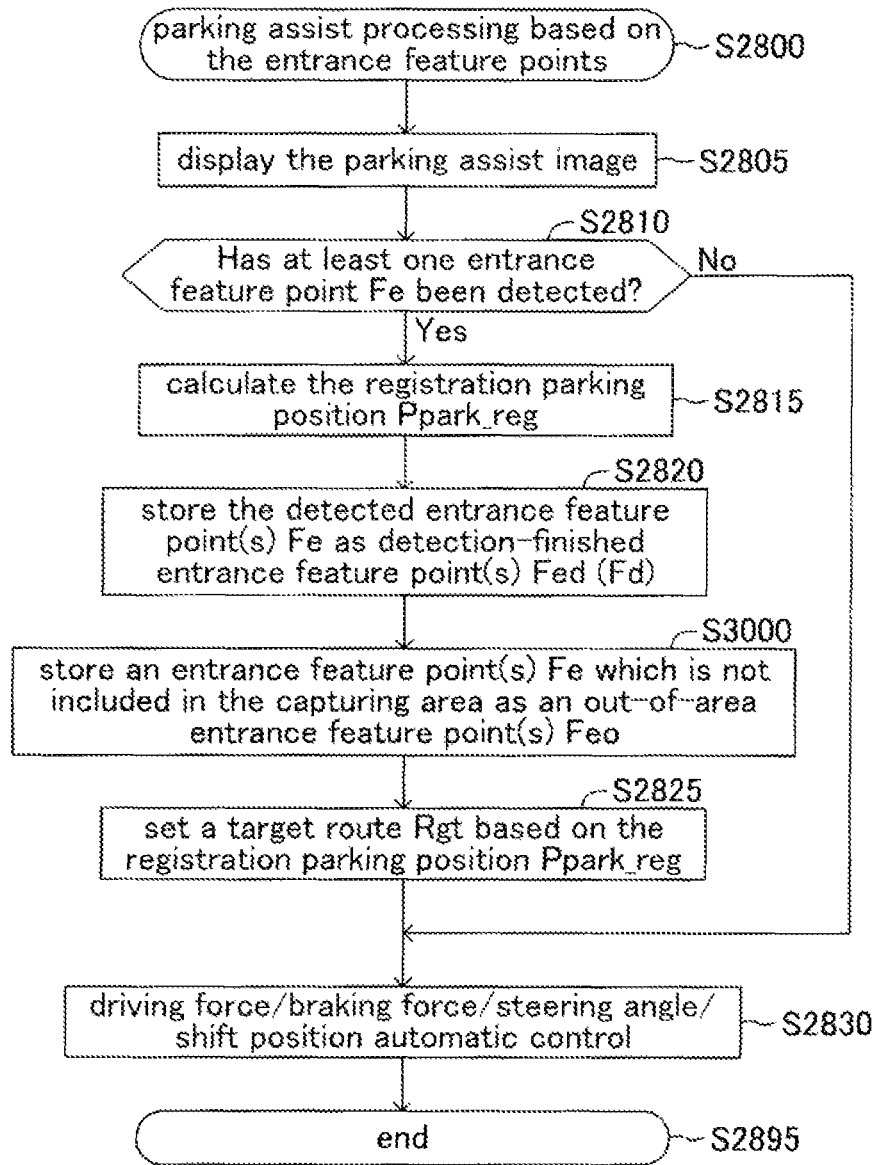 parking assist processing based on
the entrance feature points
S2800
display the parking assist image
S2805
S2810
Has at least one entrance
feature point Fe been detected?
No
Yes
calculate the registration parking
position Ppark_reg
S2815
S2820
store the detected entrance feature
point(s) Fe as detection-finished
entrance feature point(s) Fed (Fd)
S3000
store an entrance feature point(s) Fe which is not
included in the capturing area as an out-of-area
entrance feature point(s) Feo
S2825
set a target route Rgt based on the
registration parking position Ppark_reg
driving force/braking force/steering angle/
shift position automatic control
S2830
end
S2895